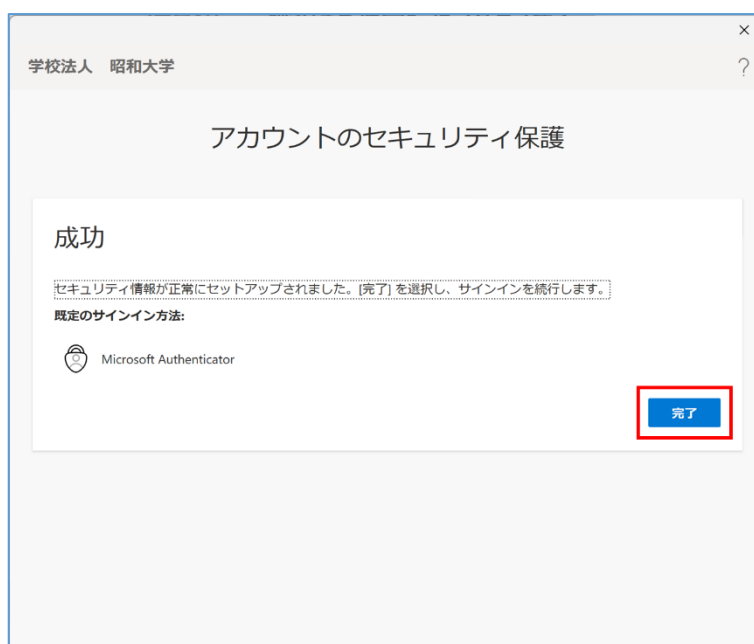 学校法人 昭和大学
?
アカウントのセキュリティ保護
成功
セキュリティ情報が正常にセットアップされました。[完了] を選択し、サインインを続行します。
既定のサインイン方法:
Microsoft Authenticator
完了